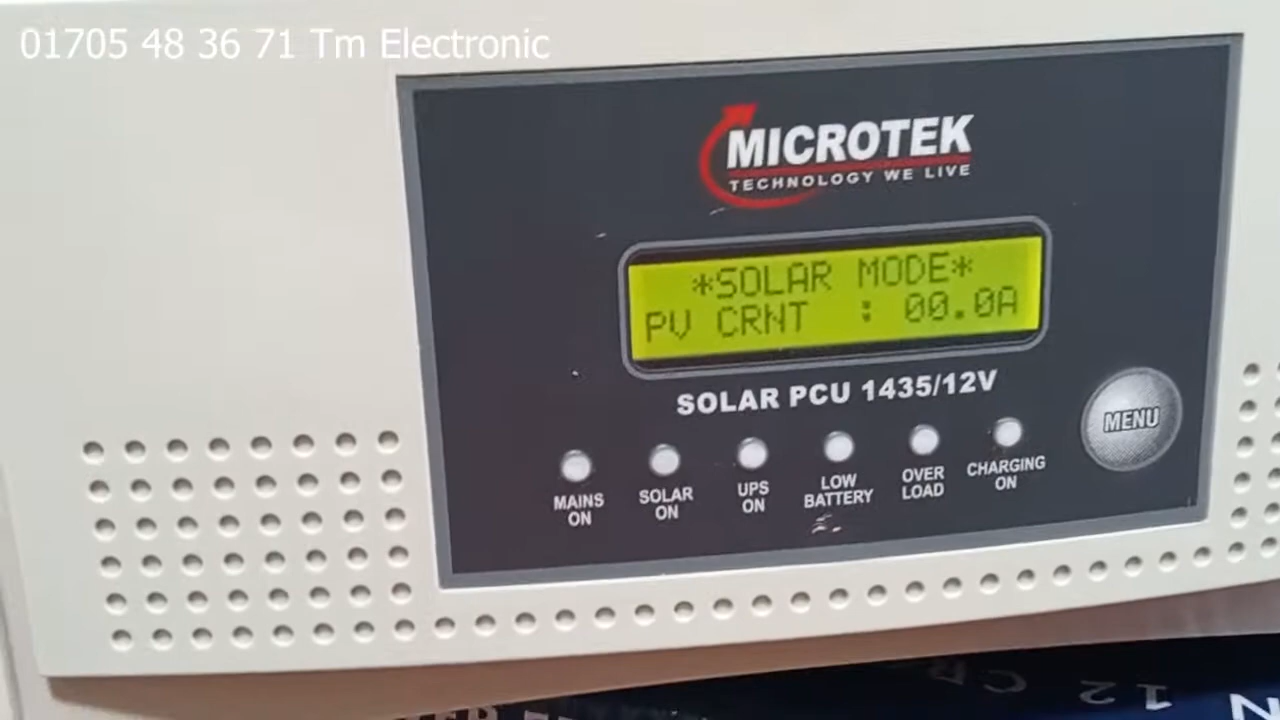 01705 48 36 71 Tm Electronic
MICROTEK
TECHNOLOGY WE LIVE
*SOLAR MODE*
PV CRNT : 00.0A
SOLAR PCU 1435/12V
MENU
MAINS ON
SOLAR ON
UPS ON
LOW BATTERY
OVER LOAD
CHARGING ON